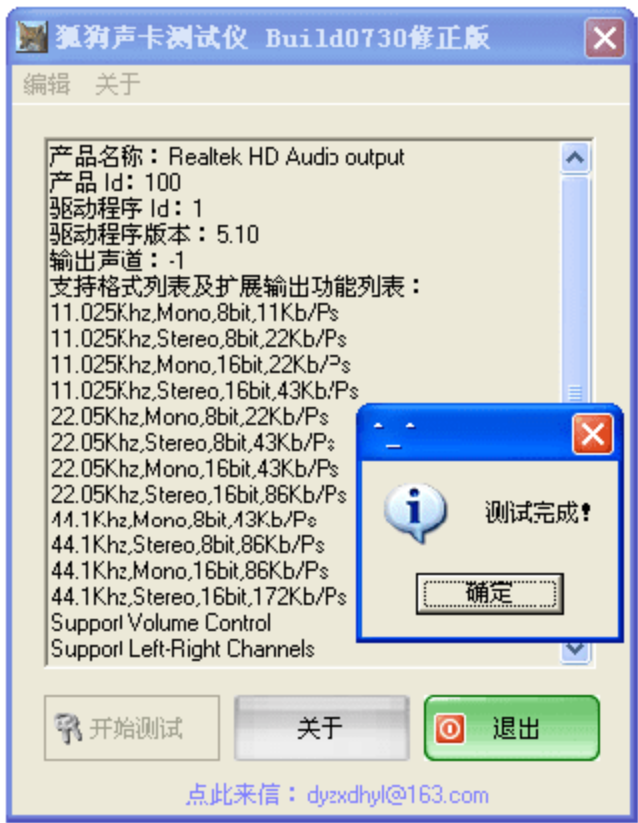 狐狗声卡测试仪 Build0730修正版
编辑 关于
产品名称：Realtek HD Audio output
产品 Id：100
驱动程序 Id：1
驱动程序版本：5.10
输出声道：-1
支持格式列表及扩展输出功能列表：
11.025Khz,Mono,8bit,11Kb/Ps
11.025Khz,Stereo,8bit,22Kb/Ps
11.025Khz,Mono,16bit,22Kb/Ps
11.025Khz,Stereo,16bit,43Kb/Ps
22.05Khz,Mono,8bit,22Kb/Ps
22.05Khz,Stereo,8bit,43Kb/Ps
22.05Khz,Mono,16bit,43Kb/Ps
22.05Khz,Stereo,16bit,86Kb/Ps
44.1Khz,Mono,8bit,43Kb/Ps
44.1Khz,Stereo,8bit,86Kb/Ps
44.1Khz,Mono,16bit,86Kb/Ps
44.1Khz,Stereo,16bit,172Kb/Ps
Support Volume Control
Support Left-Right Channels
^_^
测试完成!
确定
开始测试
关于
退出
点此来信：dyzxdhyl@163.com